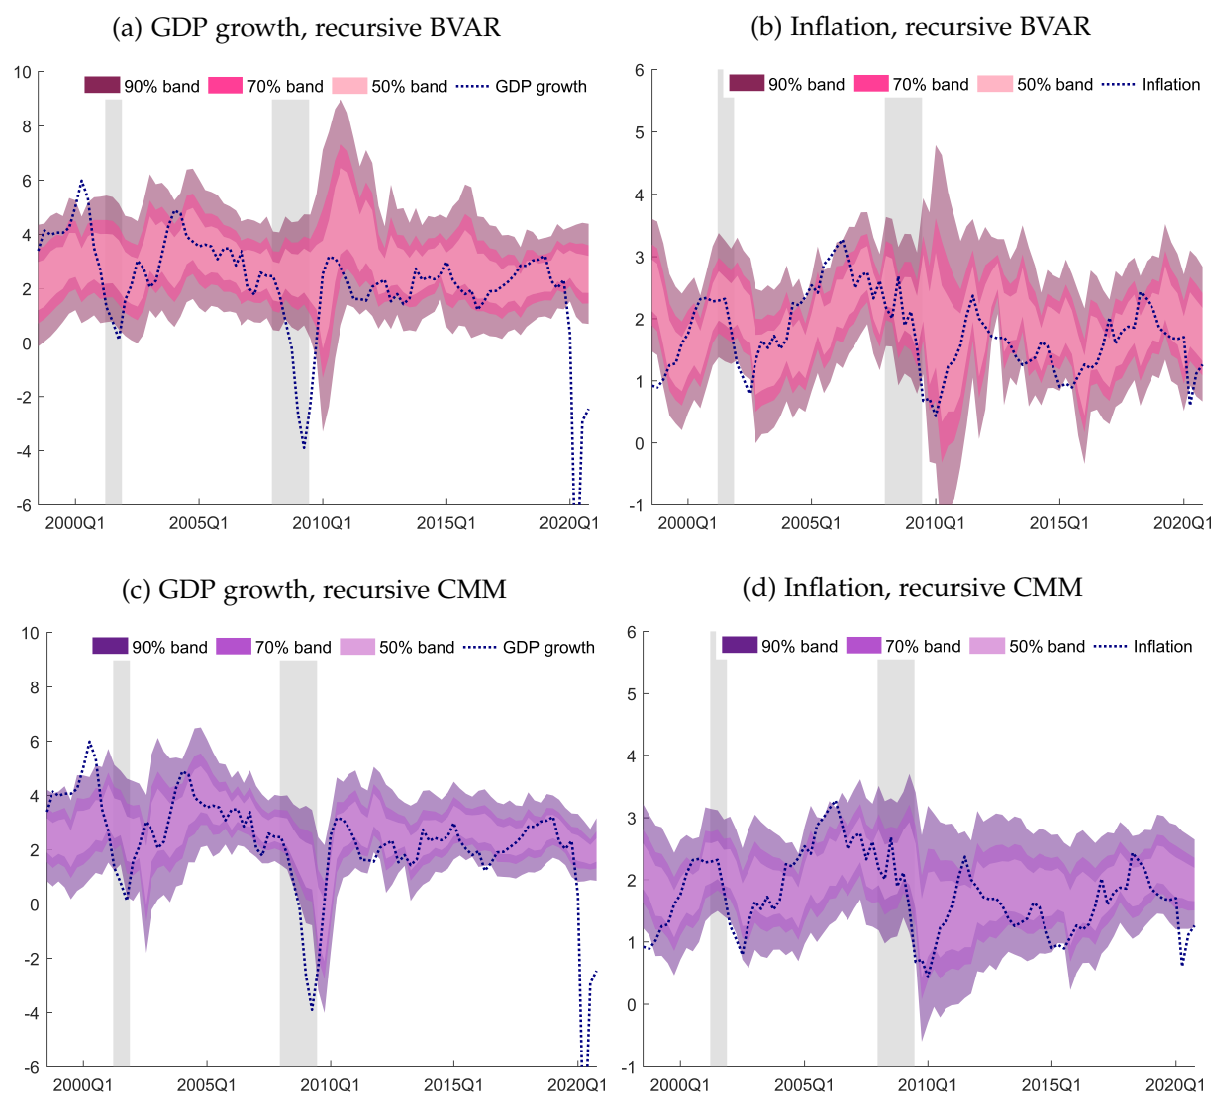 (a) GDP growth, recursive BVAR
90% band 70% band 50% band GDP growth
10
8
6
4
2
0
-2
-4
-6
2000Q1 2005Q1 2010Q1 2015Q1 2020Q1
(b) Inflation, recursive BVAR
90% band 70% band 50% band Inflation
6
5
4
3
2
1
0
-1
2000Q1 2005Q1 2010Q1 2015Q1 2020Q1
(c) GDP growth, recursive CMM
90% band 70% band 50% band GDP growth
10
8
6
4
2
0
-2
-4
-6
2000Q1 2005Q1 2010Q1 2015Q1 2020Q1
(d) Inflation, recursive CMM
90% band 70% band 50% band Inflation
6
5
4
3
2
1
0
-1
2000Q1 2005Q1 2010Q1 2015Q1 2020Q1